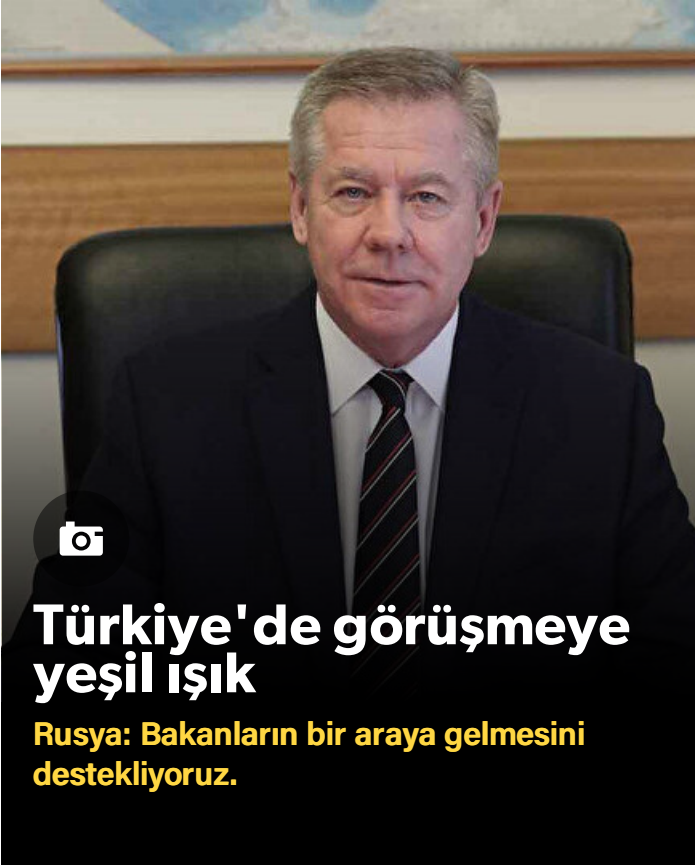 Türkiye'de görüşmeye
yeşil ışık
Rusya: Bakanların bir araya gelmesini
destekliyoruz.